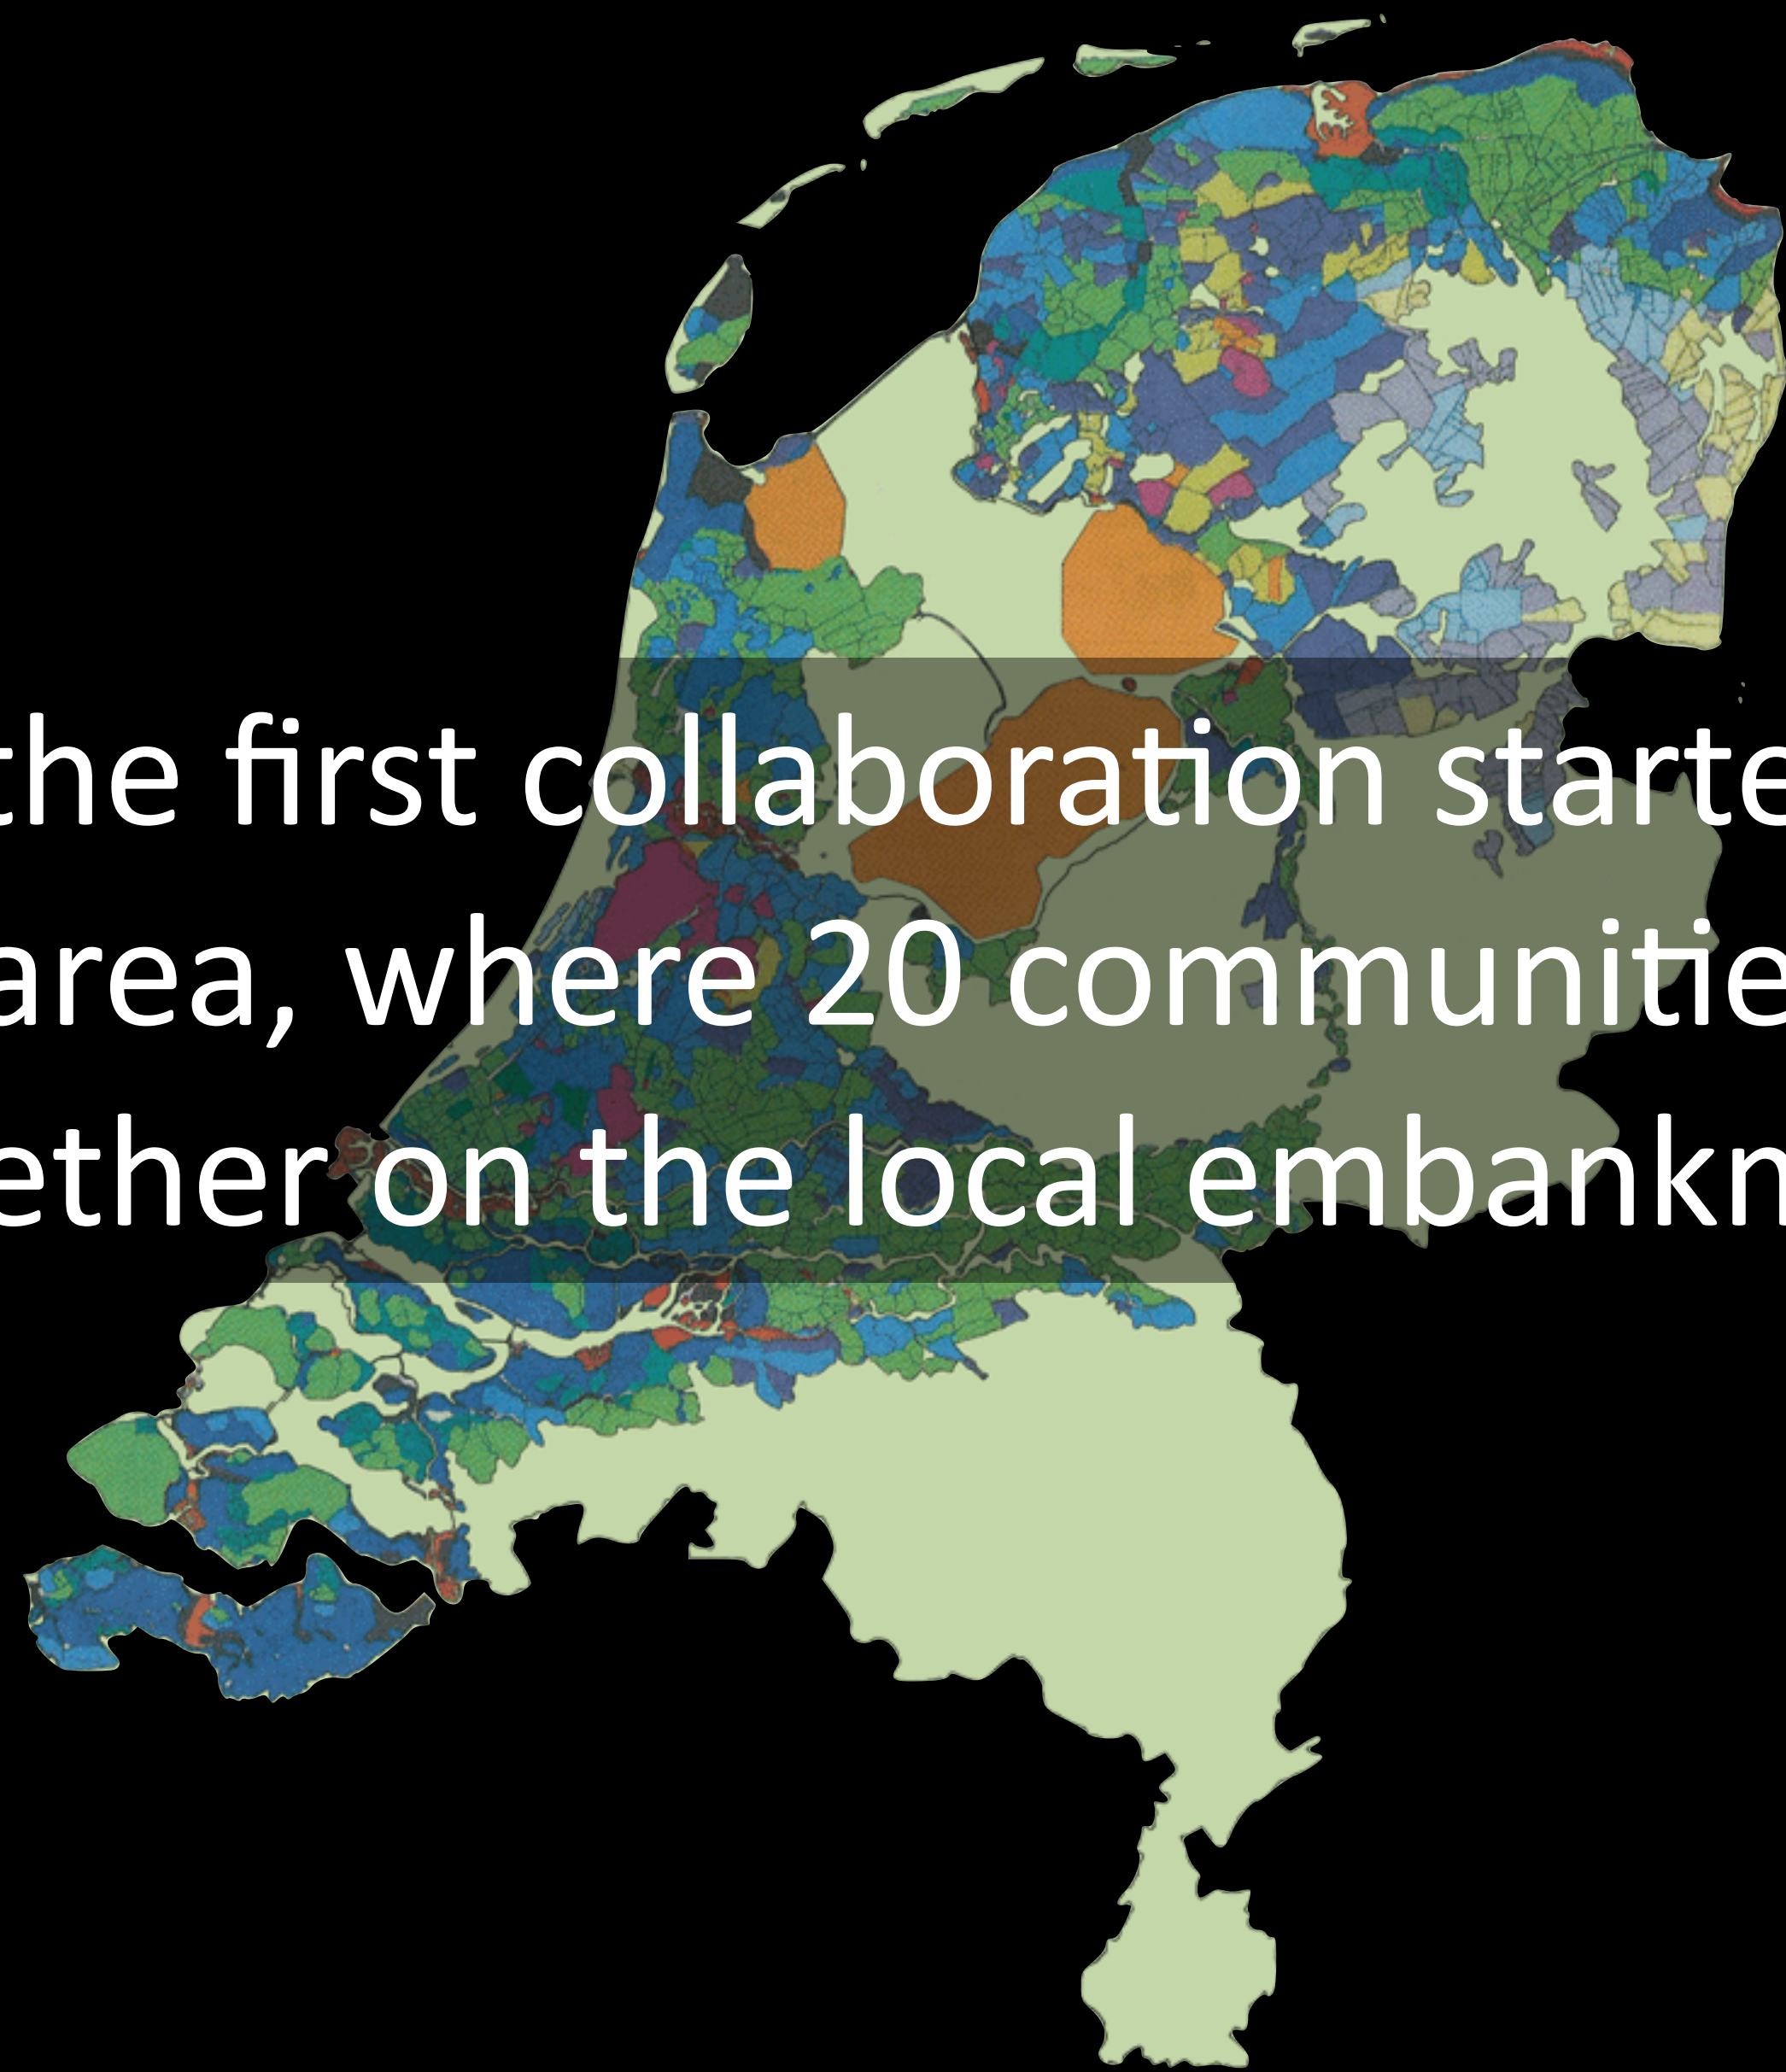 the first collaboration starte
area, where 20 communitie
ether on the local embankm